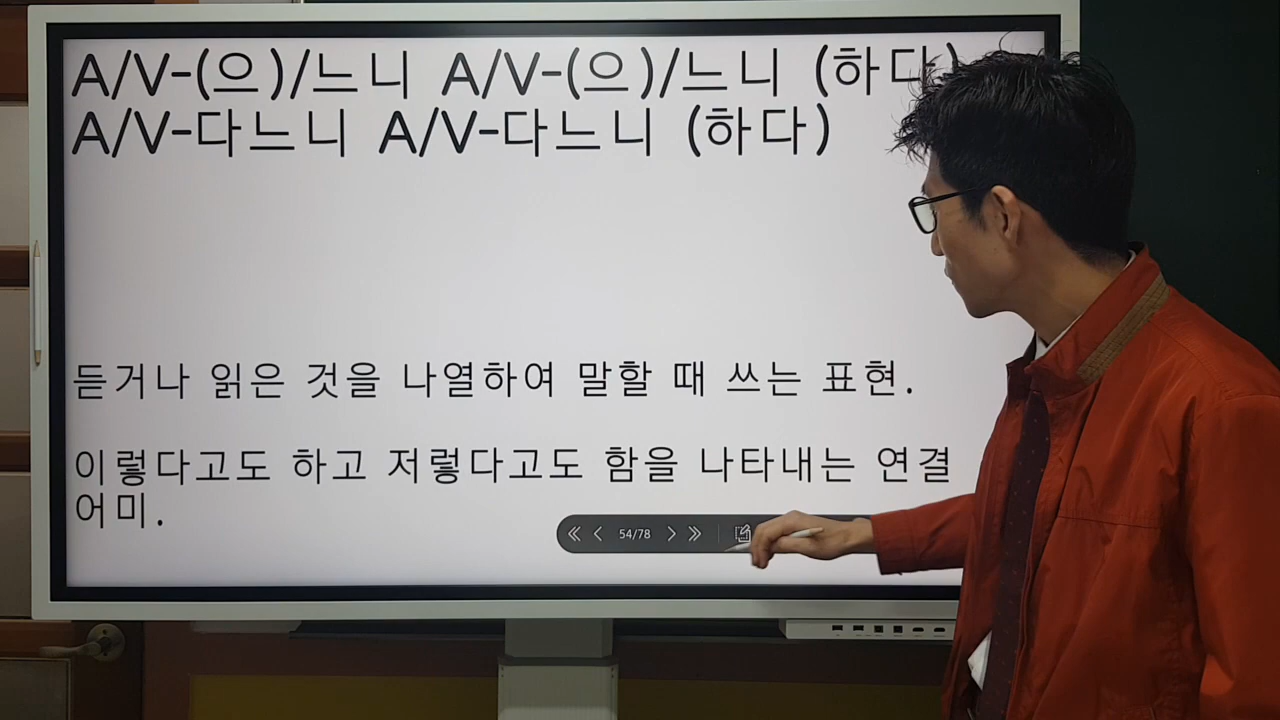 A/V-(으)/느니 A/V-(으)/느니 (하다)
A/V-다느니 A/V-다느니 (하다)
듣거나 읽은 것을 나열하여 말할 때 쓰는 표현.
이렇다고도 하고 저렇다고도 함을 나타내는 연결
어미.
54/78